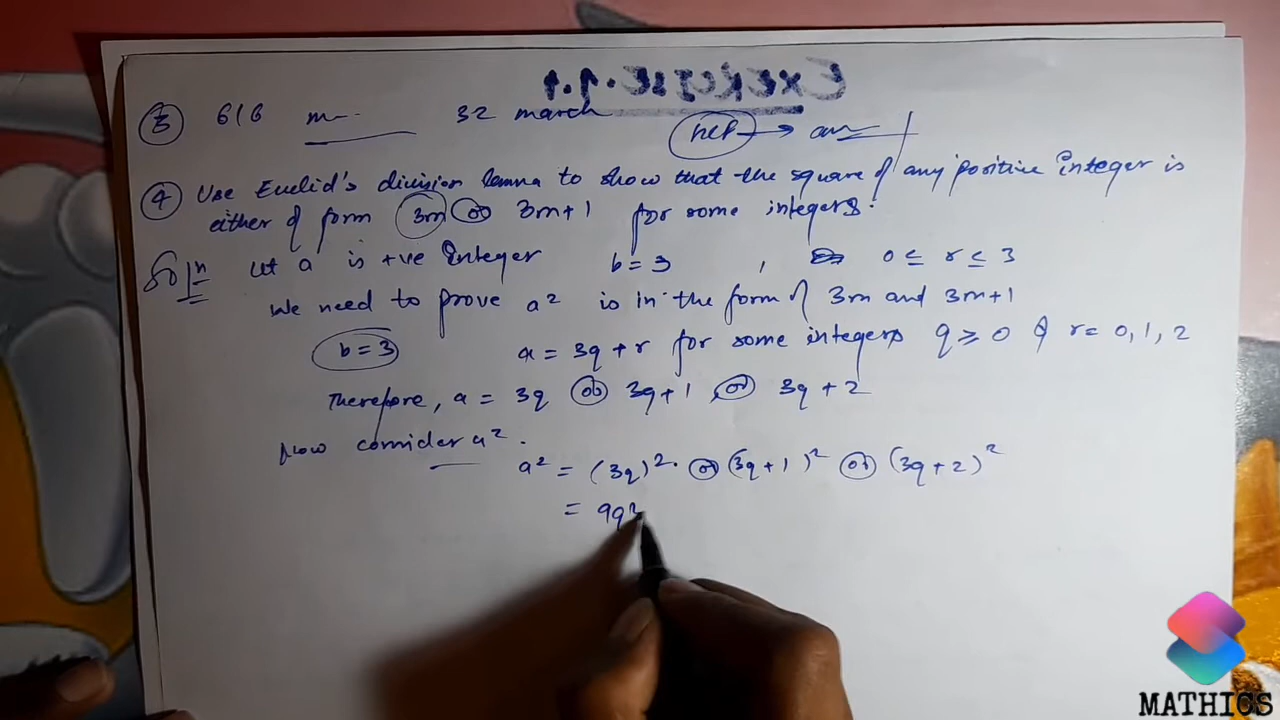 EXERCISE.1.1
③ 616 m-- 32 march
HCF → an
④ Use Euclid's division lemma to show that the square of any positive integer is
either of form 3m or 3m+1 for some integers.
Solⁿ let a is +ve Integer b = 3 , 0 ≤ r ≤ 3
We need to prove a² is in the form of 3m and 3m+1
b = 3 a = 3q + r for some integers q ≥ 0 & r = 0, 1, 2
Therefore, a = 3q or 3q+1 or 3q + 2
Now consider a².
a² = (3q)² or (3q+1)² or (3q+2)²
= 9q²
MATHICS